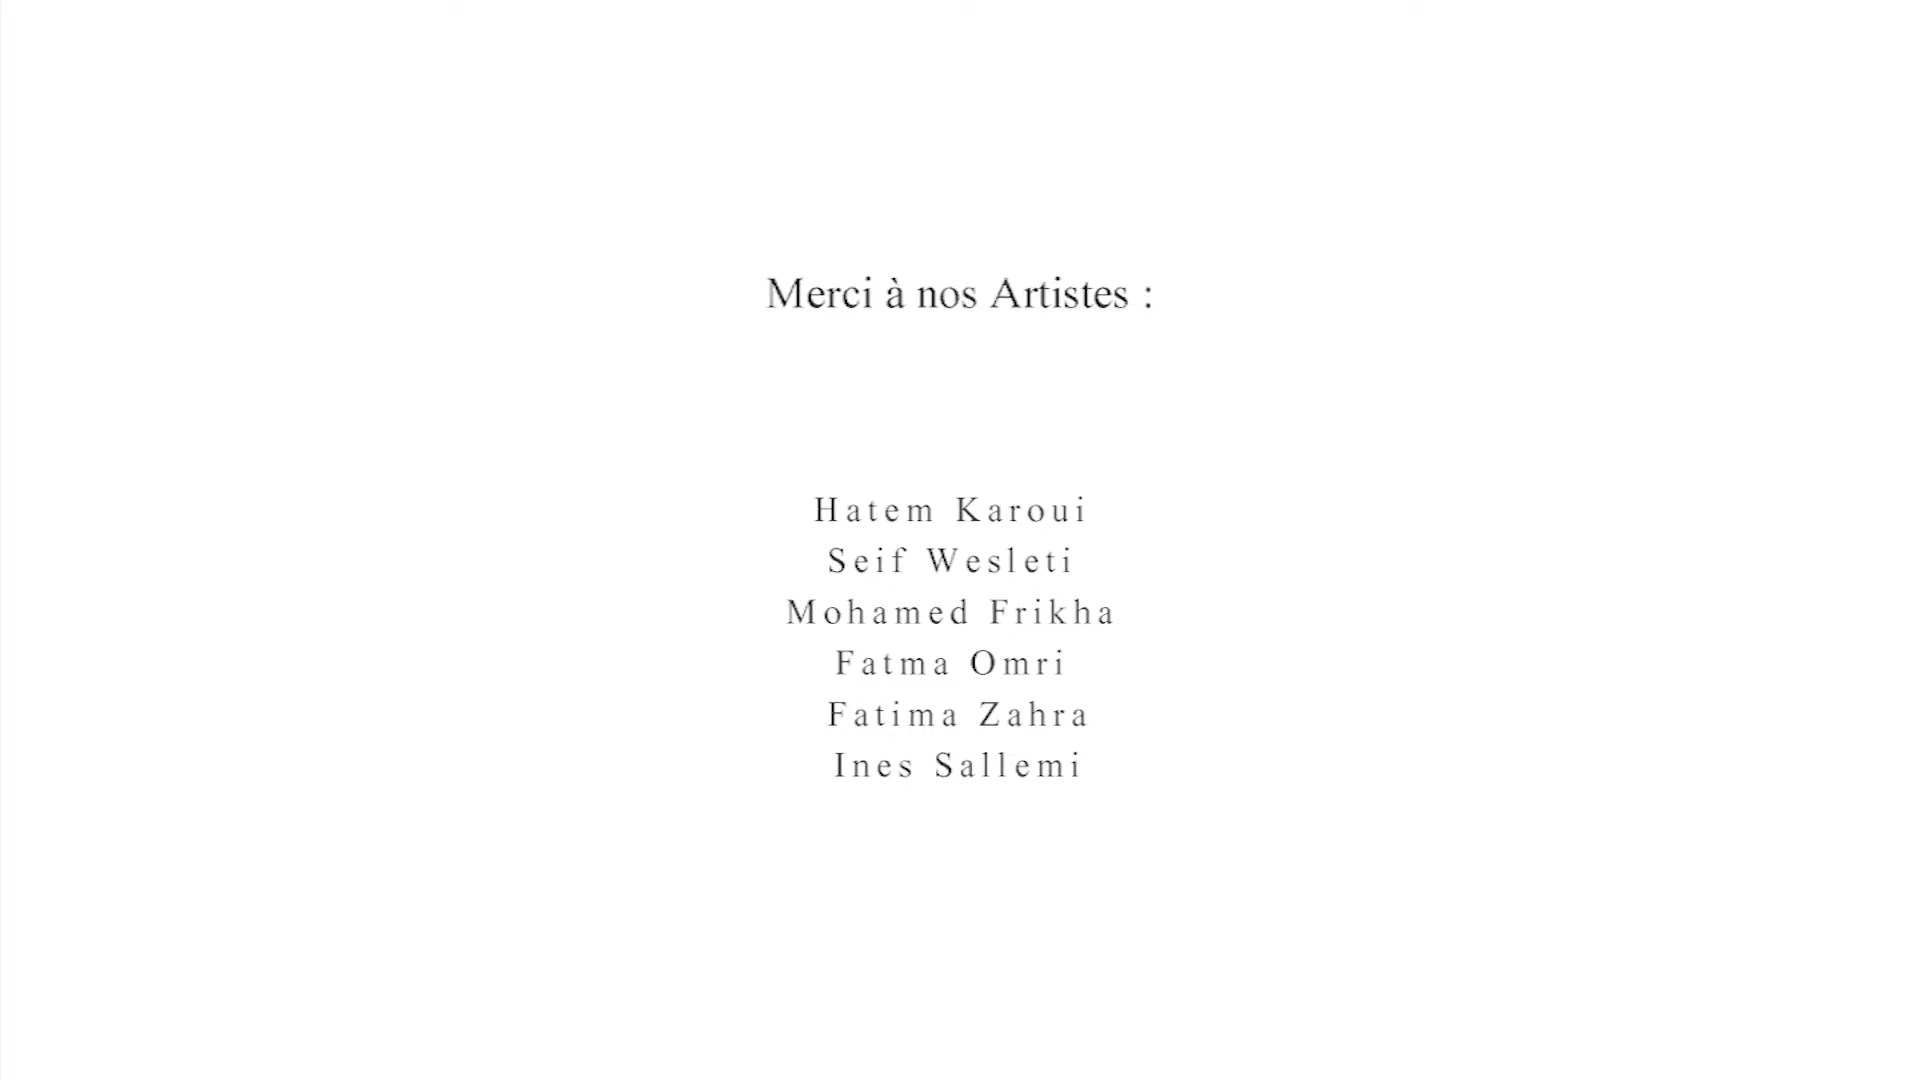 Merci à nos Artistes :
Hatem Karoui
Seif Wesleti
Mohamed Frikha
Fatma Omri
Fatima Zahra
Ines Sallemi